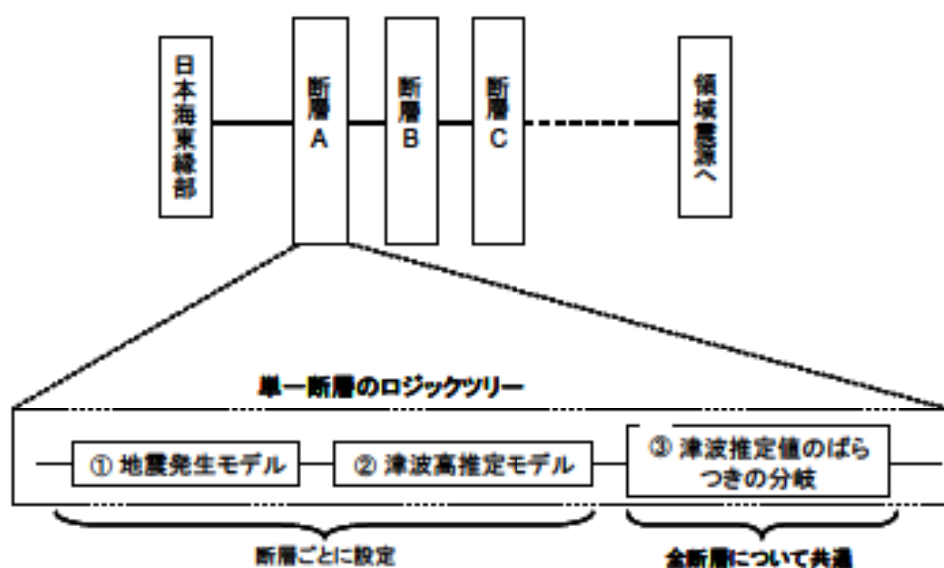 日本海東縁部
断層A
断層B
断層C
領域震源へ
単一断層のロジックツリー
① 地震発生モデル
② 津波高推定モデル
③ 津波推定値のばら
つきの分岐
断層ごとに設定
全断層について共通